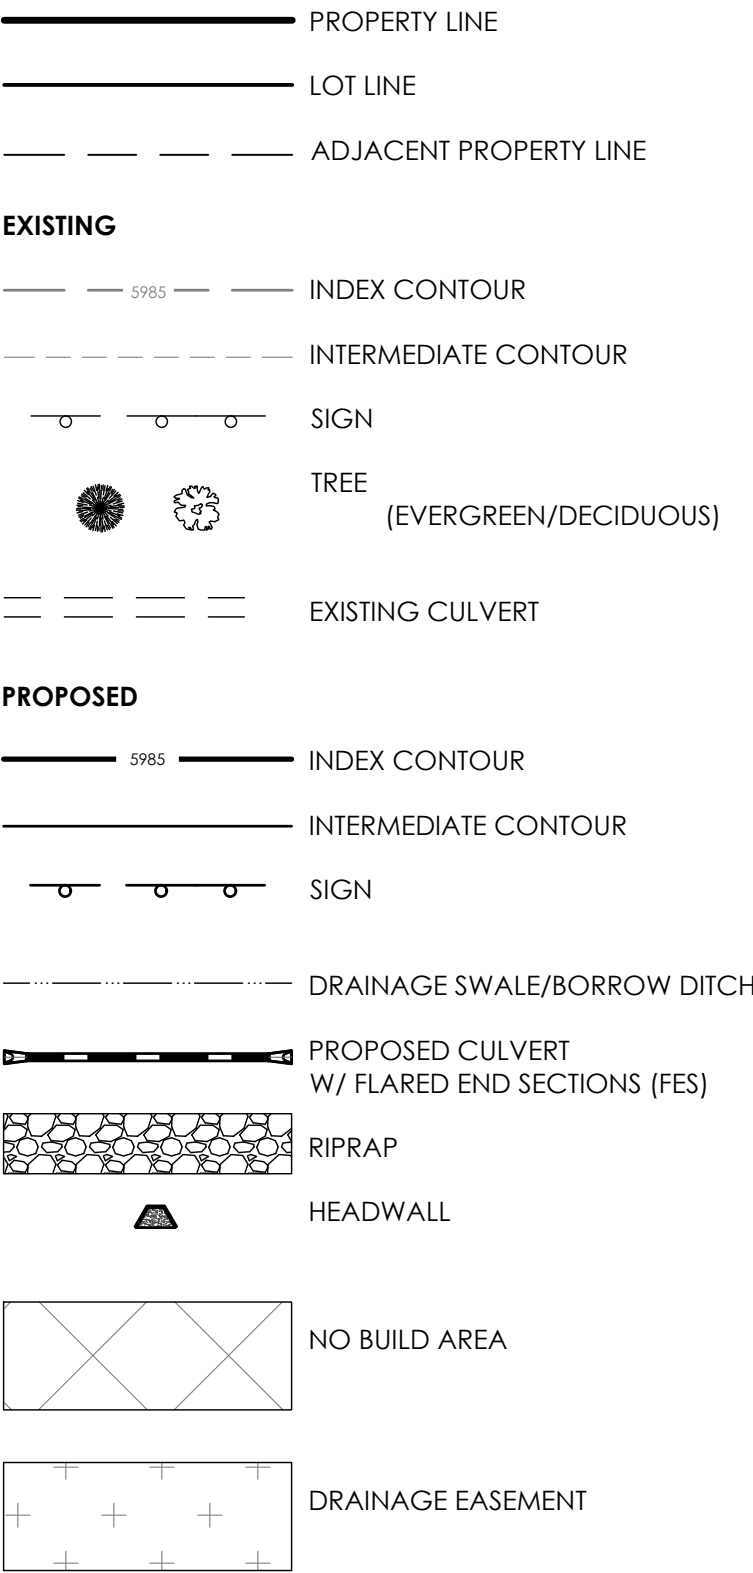 PROPERTY LINE
LOT LINE
ADJACENT PROPERTY LINE
EXISTING
5985
INDEX CONTOUR
INTERMEDIATE CONTOUR
SIGN
TREE
(EVERGREEN/DECIDUOUS)
EXISTING CULVERT
PROPOSED
5985
INDEX CONTOUR
INTERMEDIATE CONTOUR
SIGN
DRAINAGE SWALE/BORROW DITCH
PROPOSED CULVERT
W/ FLARED END SECTIONS (FES)
RIPRAP
HEADWALL
NO BUILD AREA
DRAINAGE EASEMENT